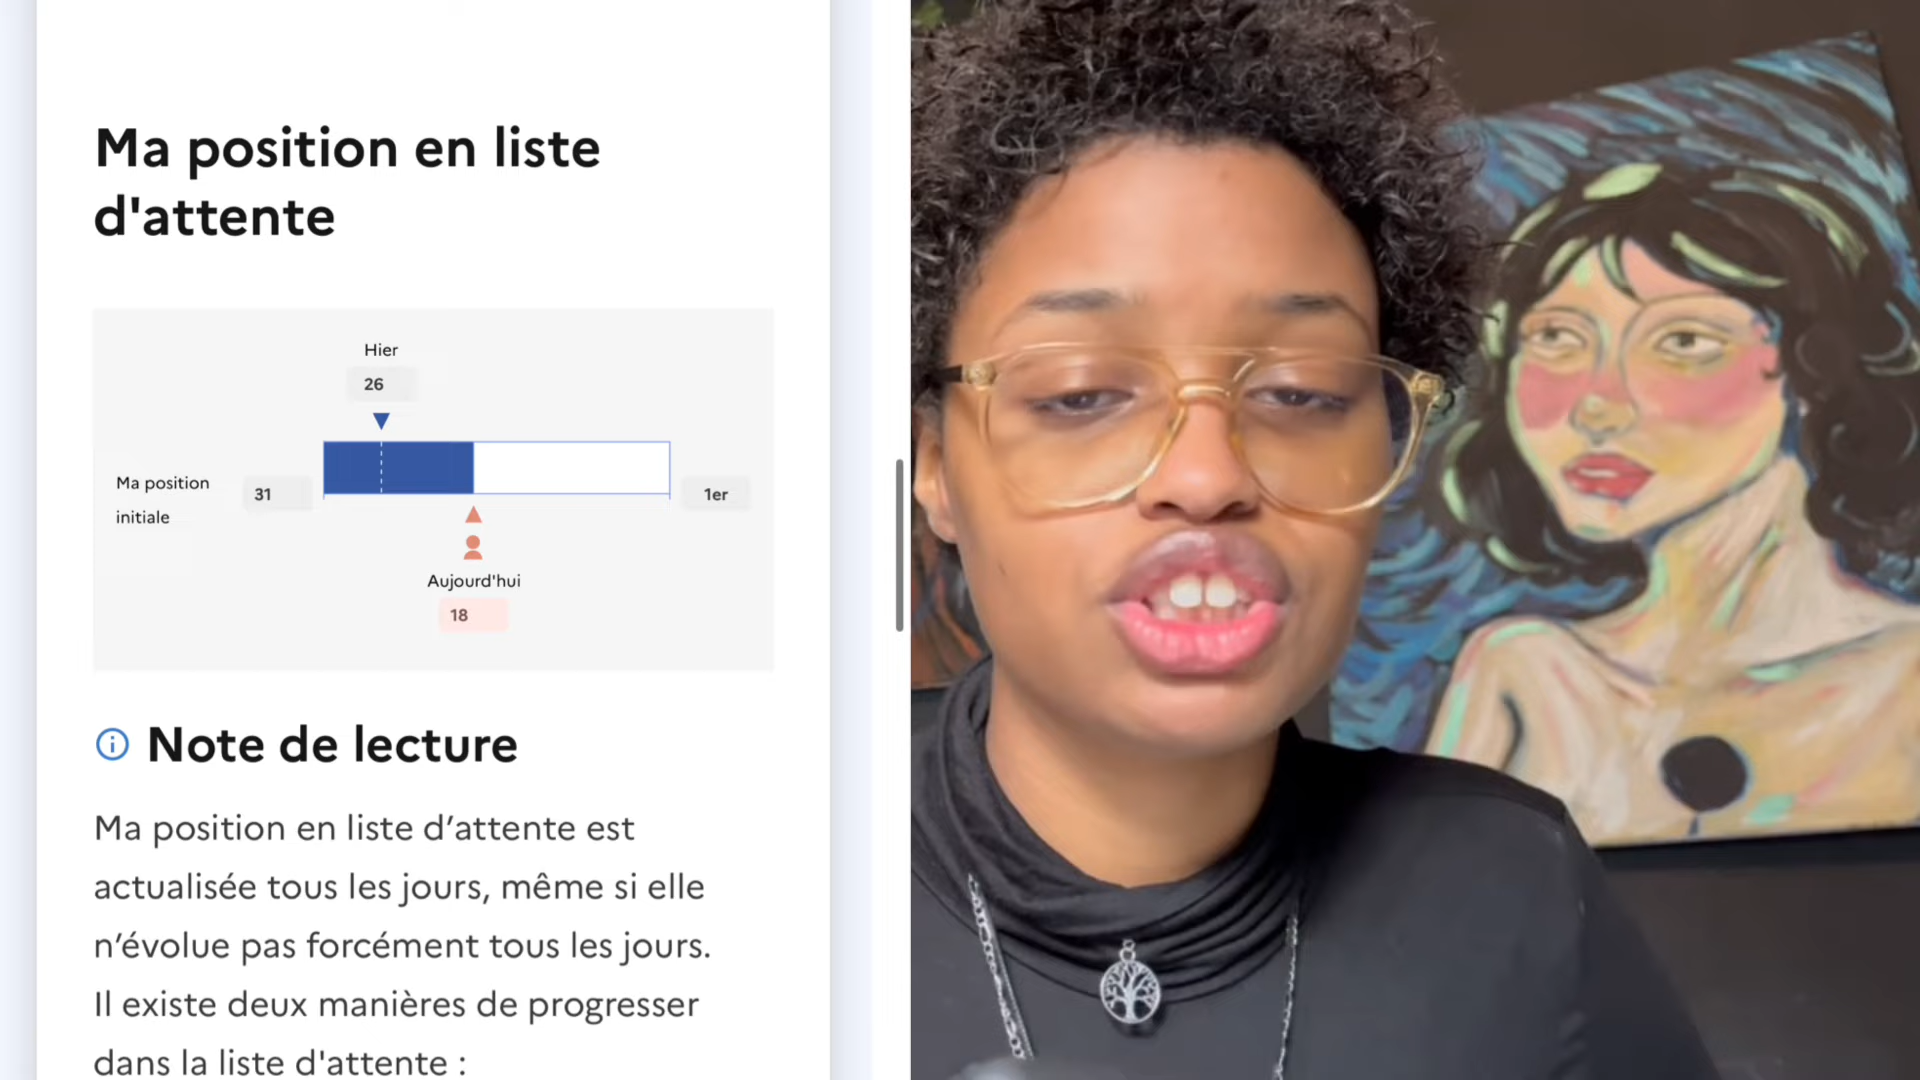 Ma position en liste
d'attente
Hier
26
Ma position
initiale
31
1er
Aujourd'hui
18
Note de lecture
Ma position en liste d’attente est
actualisée tous les jours, même si elle
n’évolue pas forcément tous les jours.
Il existe deux manières de progresser
dans la liste d'attente :